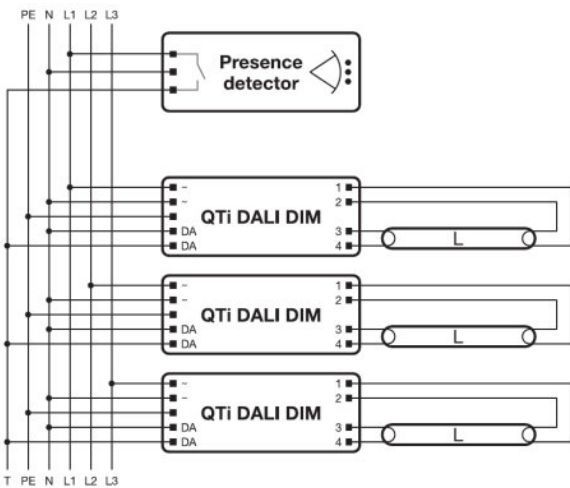 PE N L1 L2 L3
Presence
detector
~ 1
~ 2
QTi DALI DIM
DA 3 L
DA 4
~ 1
~ 2
QTi DALI DIM
DA 3 L
DA 4
~ 1
~ 2
QTi DALI DIM
DA 3 L
DA 4
T PE N L1 L2 L3